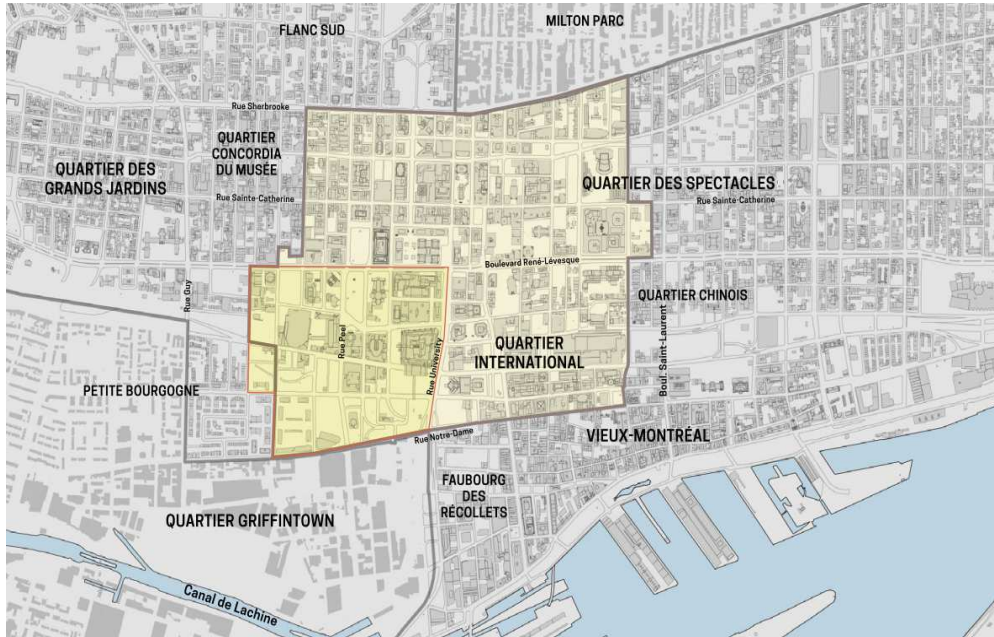 FLANC SUD
MILTON PARC
Rue Sherbrooke
QUARTIER
CONCORDIA
DU MUSÉE
QUARTIER DES
GRANDS JARDINS
QUARTIER DES SPECTACLES
Rue Sainte-Catherine
Rue Sainte-Catherine
Boulevard René-Lévesque
Rue Guy
QUARTIER CHINOIS
Rue Peel
Rue University
QUARTIER
INTERNATIONAL
Boul. Saint-Laurent
PETITE BOURGOGNE
Rue Notre-Dame
VIEUX-MONTRÉAL
FAUBOURG
DES
RÉCOLLETS
QUARTIER GRIFFINTOWN
Canal de Lachine